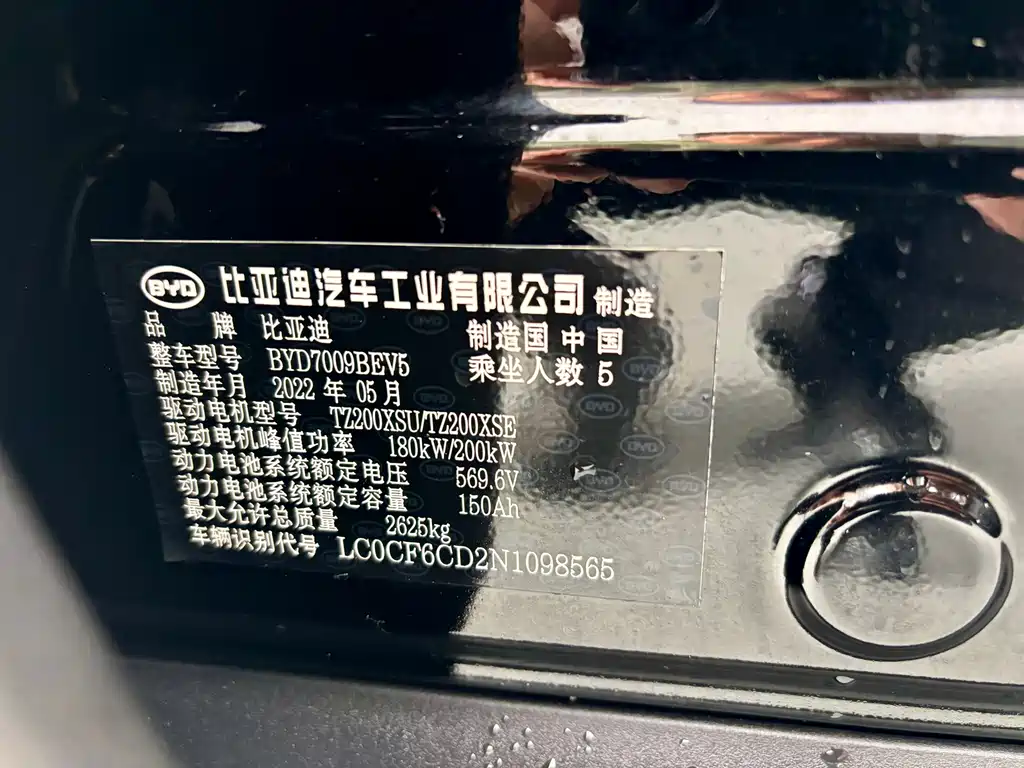 BYD 比亚迪汽车工业有限公司 制造
品 牌 比亚迪 制造国 中国
整车型号 BYD7009BEV5 乘坐人数 5
制造年月 2022 年 05 月
驱动电机型号 TZ200XSU/TZ200XSE
驱动电机峰值功率 180kW/200kW
动力电池系统额定电压 569.6V
动力电池系统额定容量 150Ah
最大允许总质量 2625kg
车辆识别代号 LC0CF6CD2N1098565